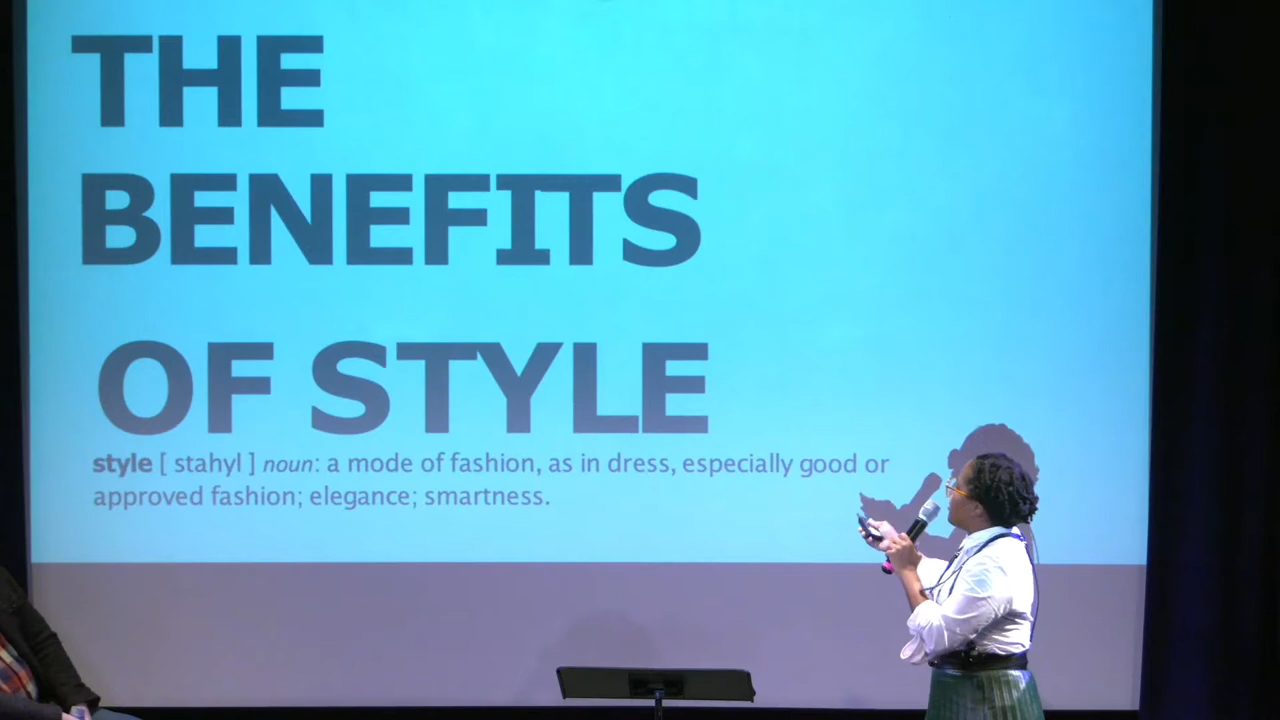 THE
BENEFITS
OF STYLE
style [ stahyl ] noun: a mode of fashion, as in dress, especially good or
approved fashion; elegance; smartness.